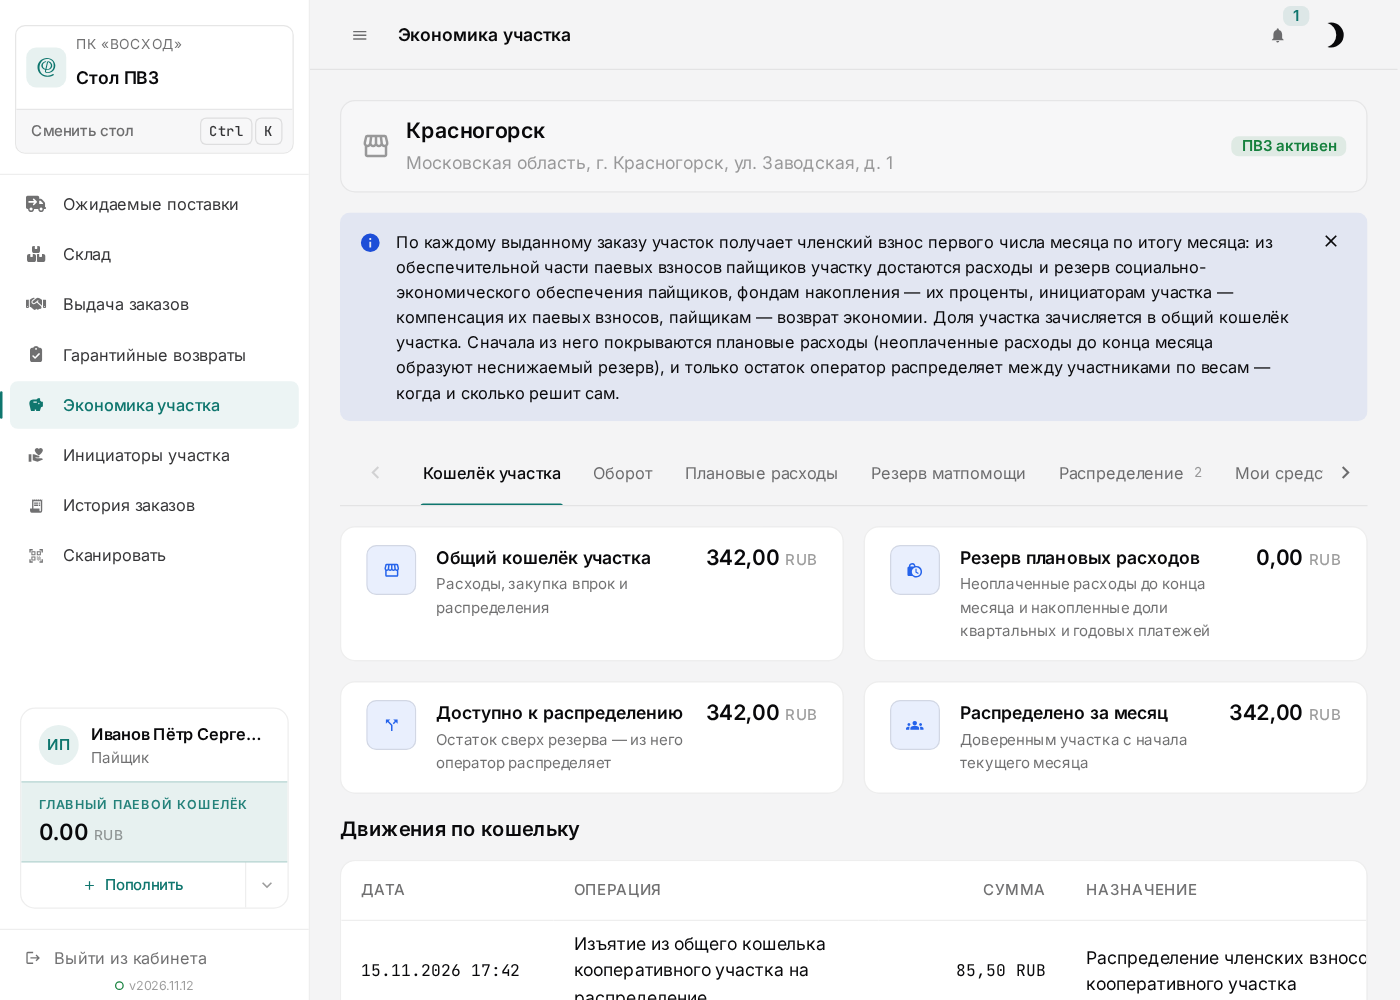 ПК «ВОСХОД»
Стол ПВЗ
Сменить стол
Ctrl
K
Ожидаемые поставки
Склад
Выдача заказов
Гарантийные возвраты
Экономика участка
Инициаторы участка
История заказов
Сканировать
ИП
Иванов Пётр Серге...
Пайщик
ГЛАВНЫЙ ПАЕВОЙ КОШЕЛЁК
0.00 RUB
+ Пополнить
Выйти из кабинета
v2026.11.12
Экономика участка
1
Красногорск
Московская область, г. Красногорск, ул. Заводская, д. 1
ПВЗ активен
По каждому выданному заказу участок получает членский взнос первого числа месяца по итогу месяца: из
обеспечительной части паевых взносов пайщиков участку достаются расходы и резерв социально-
экономического обеспечения пайщиков, фондам накопления — их проценты, инициаторам участка —
компенсация их паевых взносов, пайщикам — возврат экономии. Доля участка зачисляется в общий кошелёк
участка. Сначала из него покрываются плановые расходы (неоплаченные расходы до конца месяца
образуют неснижаемый резерв), и только остаток оператор распределяет между участниками по весам —
когда и сколько решит сам.
Кошелёк участка
Оборот
Плановые расходы
Резерв матпомощи
Распределение 2
Мои средс
Общий кошелёк участка
342,00 RUB
Расходы, закупка впрок и
распределения
Резерв плановых расходов
0,00 RUB
Неоплаченные расходы до конца
месяца и накопленные доли
квартальных и годовых платежей
Доступно к распределению
342,00 RUB
Остаток сверх резерва — из него
оператор распределяет
Распределено за месяц
342,00 RUB
Доверенным участка с начала
текущего месяца
Движения по кошельку
ДАТА
ОПЕРАЦИЯ
СУММА
НАЗНАЧЕНИЕ
15.11.2026 17:42
Изъятие из общего кошелька
кооперативного участка на
распределение
85,50 RUB
Распределение членских взносо
кооперативного участка